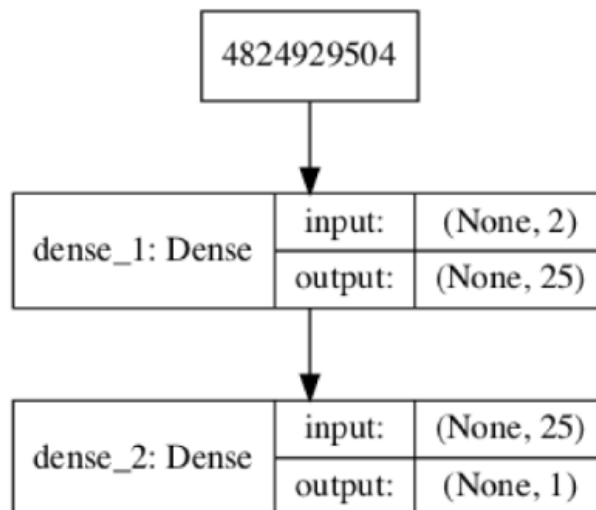 4824929504
dense_1: Dense
input:
(None, 2)
output:
(None, 25)
dense_2: Dense
input:
(None, 25)
output:
(None, 1)